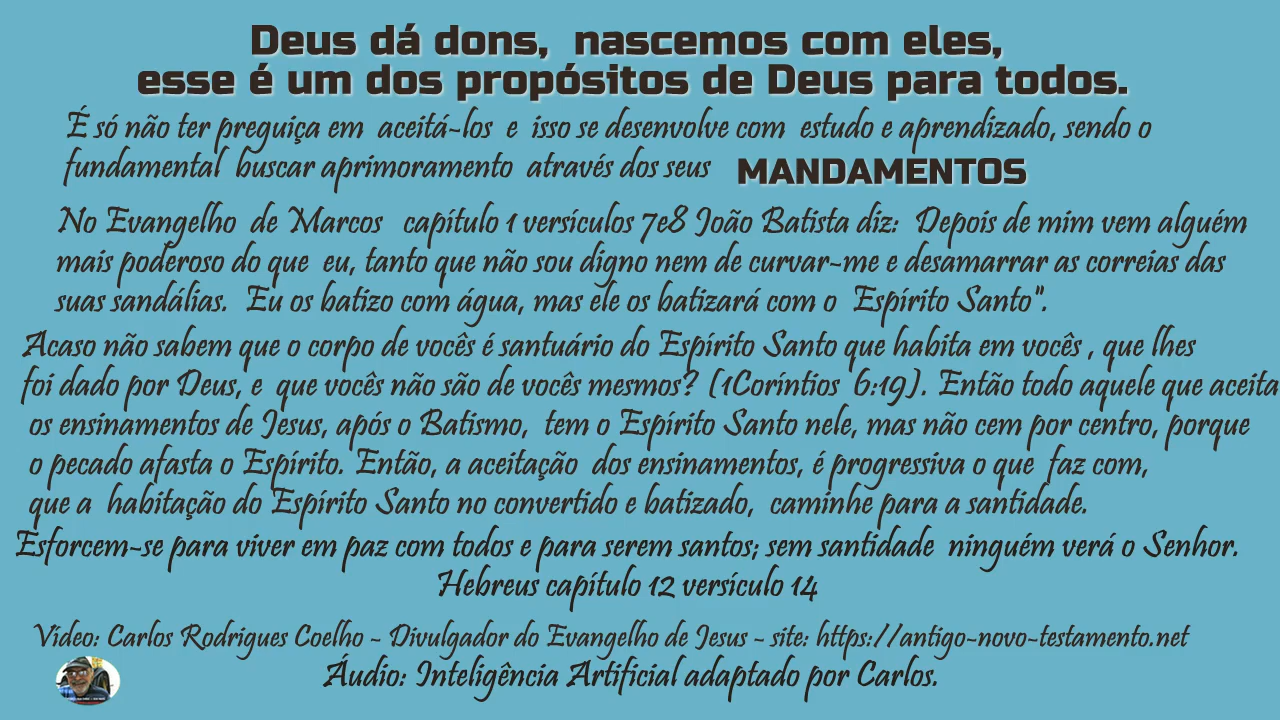 Deus dá dons, nascemos com eles,
esse é um dos propósitos de Deus para todos.
É só não ter preguiça em aceitá-los e isso se desenvolve com estudo e aprendizado, sendo o
fundamental buscar aprimoramento através dos seus MANDAMENTOS
No Evangelho de Marcos capítulo 1 versículos 7e8 João Batista diz: Depois de mim vem alguém
mais poderoso do que eu, tanto que não sou digno nem de curvar-me e desamarrar as correias das
suas sandálias. Eu os batizo com água, mas ele os batizará com o Espírito Santo".
Acaso não sabem que o corpo de vocês é santuário do Espírito Santo que habita em vocês , que lhes
foi dado por Deus, e que vocês não são de vocês mesmos? (1Coríntios 6:19). Então todo aquele que aceita
os ensinamentos de Jesus, após o Batismo, tem o Espírito Santo nele, mas não cem por centro, porque
o pecado afasta o Espírito. Então, a aceitação dos ensinamentos, é progressiva o que faz com,
que a habitação do Espírito Santo no convertido e batizado, caminhe para a santidade.
Esforcem-se para viver em paz com todos e para serem santos; sem santidade ninguém verá o Senhor.
Hebreus capítulo 12 versículo 14
Vídeo: Carlos Rodrigues Coelho - Divulgador do Evangelho de Jesus - site: https://antigo-novo-testamento.net
Áudio: Inteligência Artificial adaptado por Carlos.